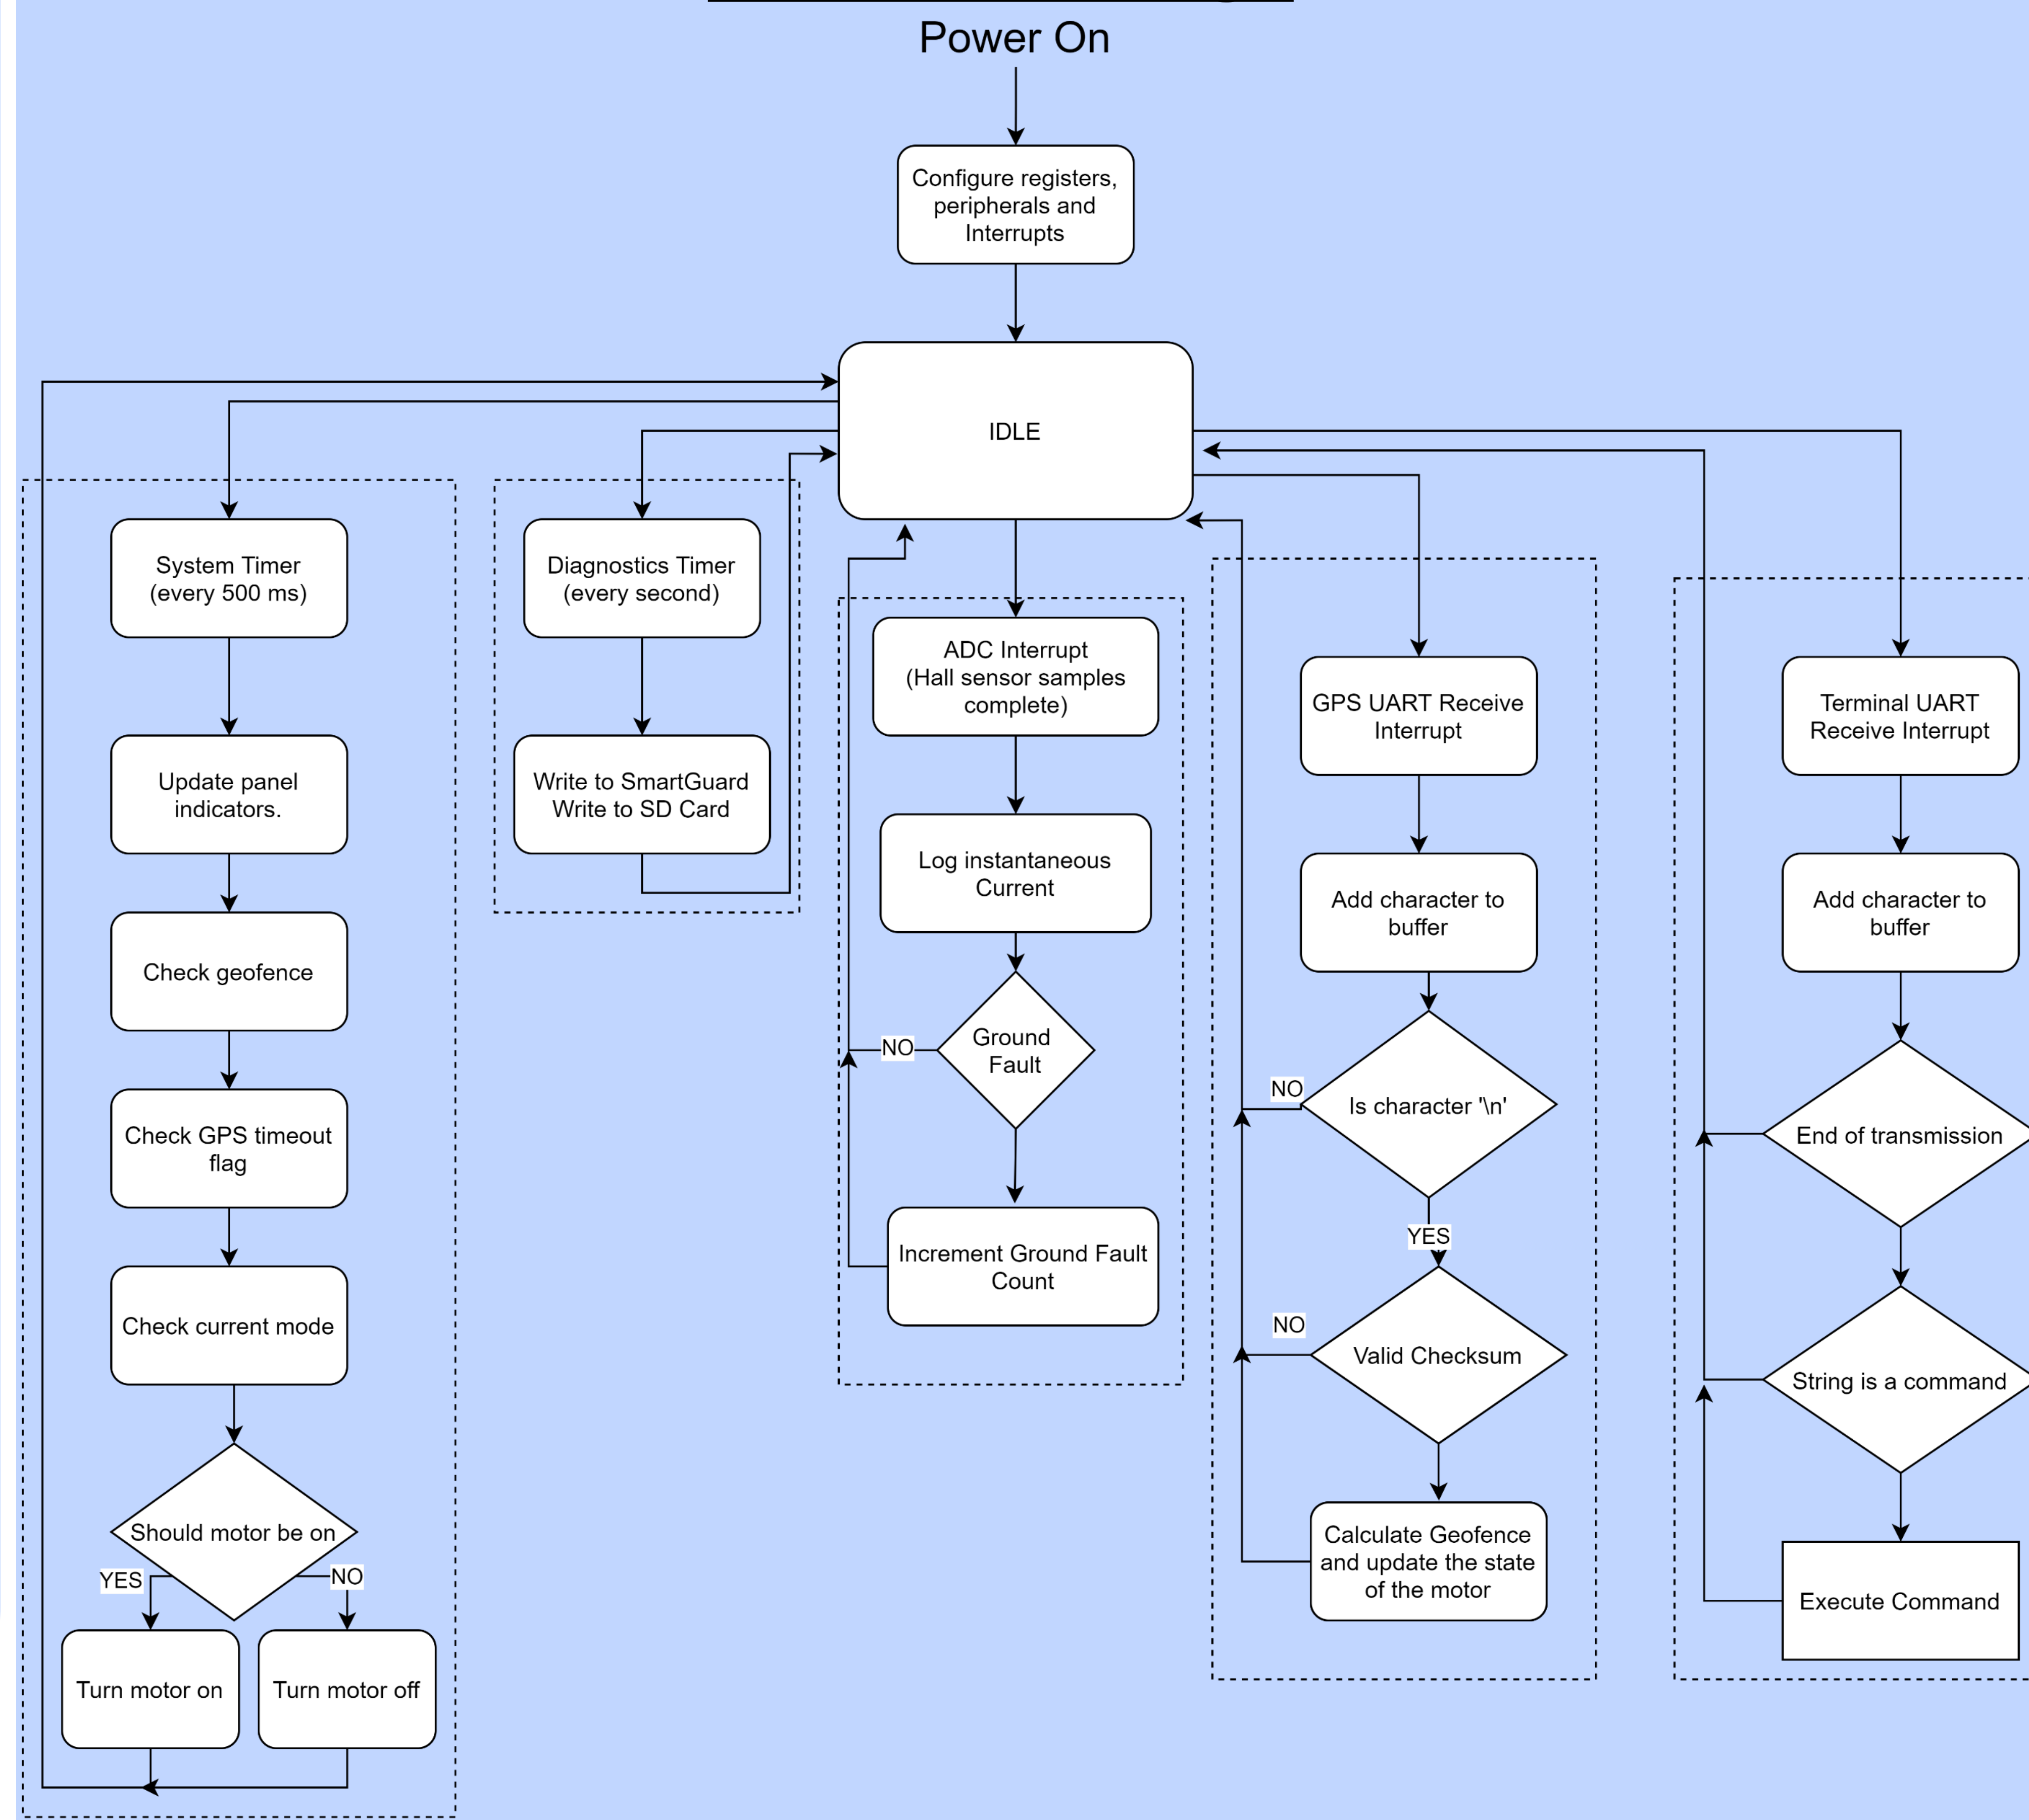 Power On
Configure registers,
peripherals and
Interrupts
IDLE
System Timer
(every 500 ms)
Update panel
indicators.
Check geofence
Check GPS timeout
flag
Check current mode
Should motor be on
YES
NO
Turn motor on
Turn motor off
Diagnostics Timer
(every second)
Write to SmartGuard
Write to SD Card
ADC Interrupt
(Hall sensor samples
complete)
Log instantaneous
Current
Ground
Fault
NO
Increment Ground Fault
Count
GPS UART Receive
Interrupt
Add character to
buffer
Is character '\n'
NO
YES
Valid Checksum
NO
Calculate Geofence
and update the state
of the motor
Terminal UART
Receive Interrupt
Add character to
buffer
End of transmission
String is a command
Execute Command